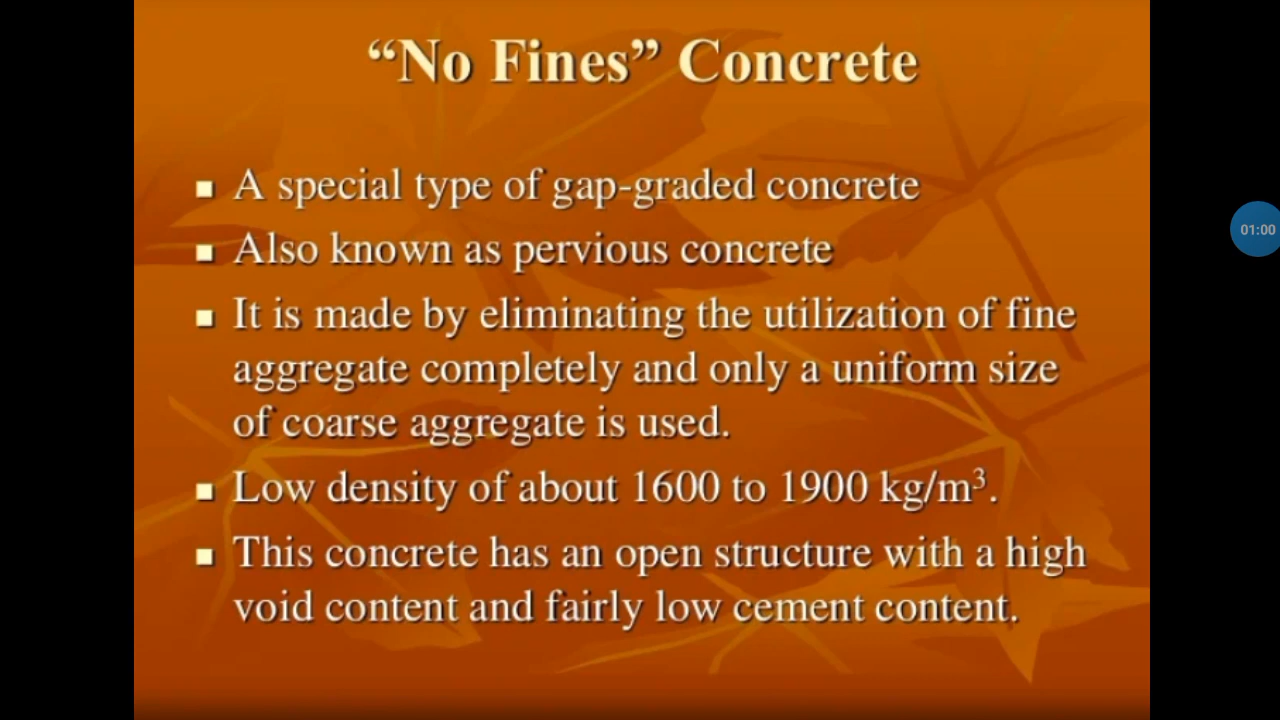 “No Fines” Concrete
▪ A special type of gap-graded concrete
▪ Also known as pervious concrete
▪ It is made by eliminating the utilization of fine
aggregate completely and only a uniform size
of coarse aggregate is used.
▪ Low density of about 1600 to 1900 kg/m³.
▪ This concrete has an open structure with a high
void content and fairly low cement content.
01:00